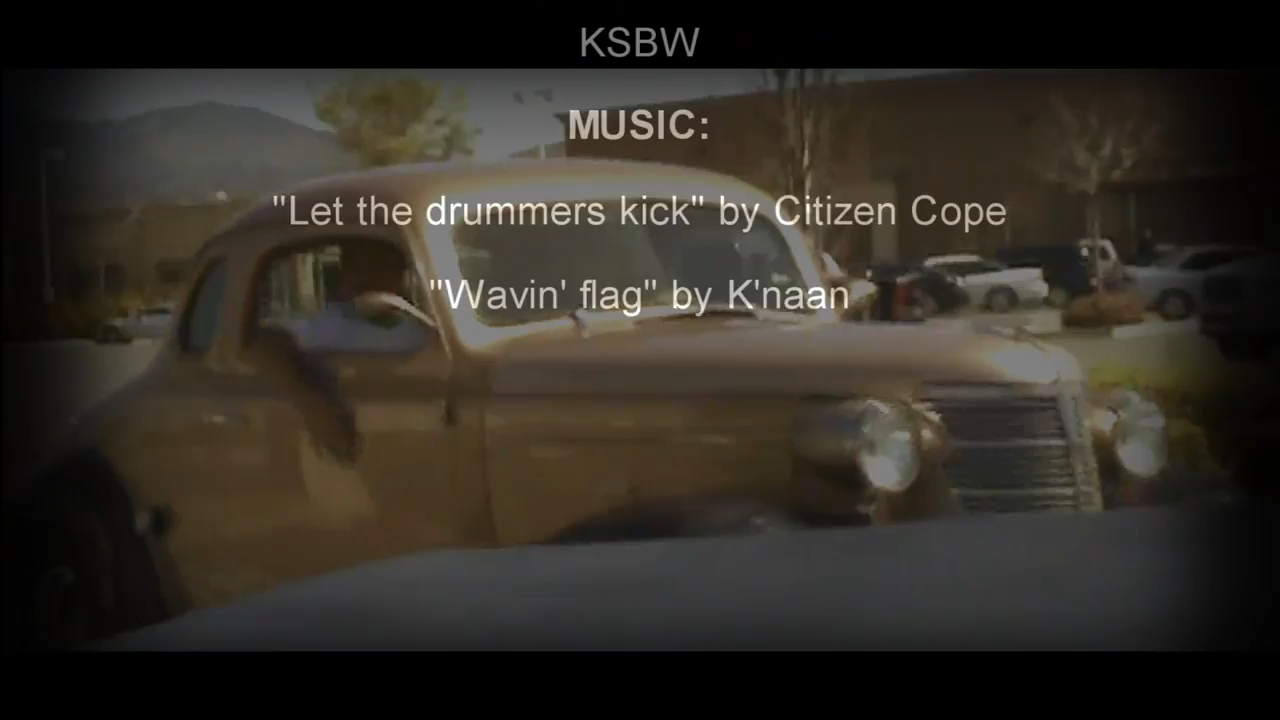 KSBW
MUSIC:
"Let the drummers kick" by Citizen Cope
"Wavin' flag" by K'naan